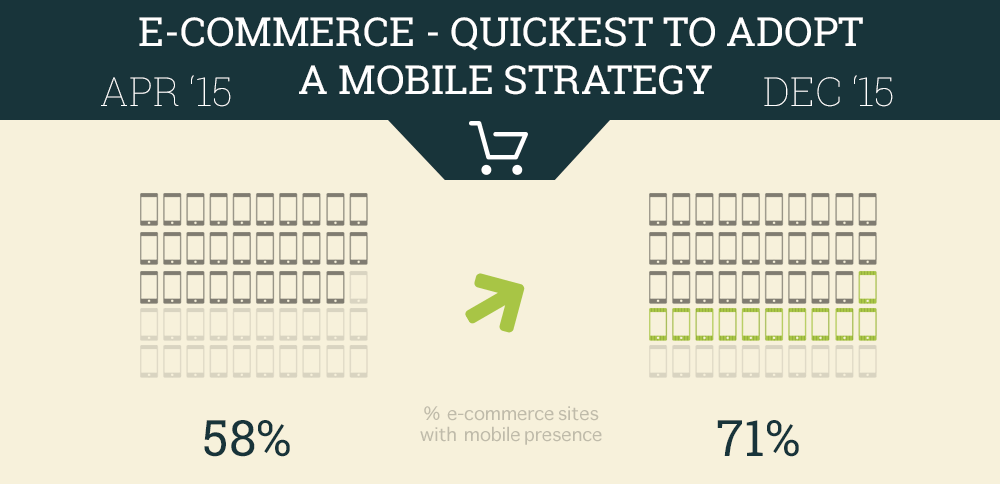 E-COMMERCE - QUICKEST TO ADOPT
A MOBILE STRATEGY
APR ‘15
DEC ‘15
58%
% e-commerce sites
with mobile presence
71%